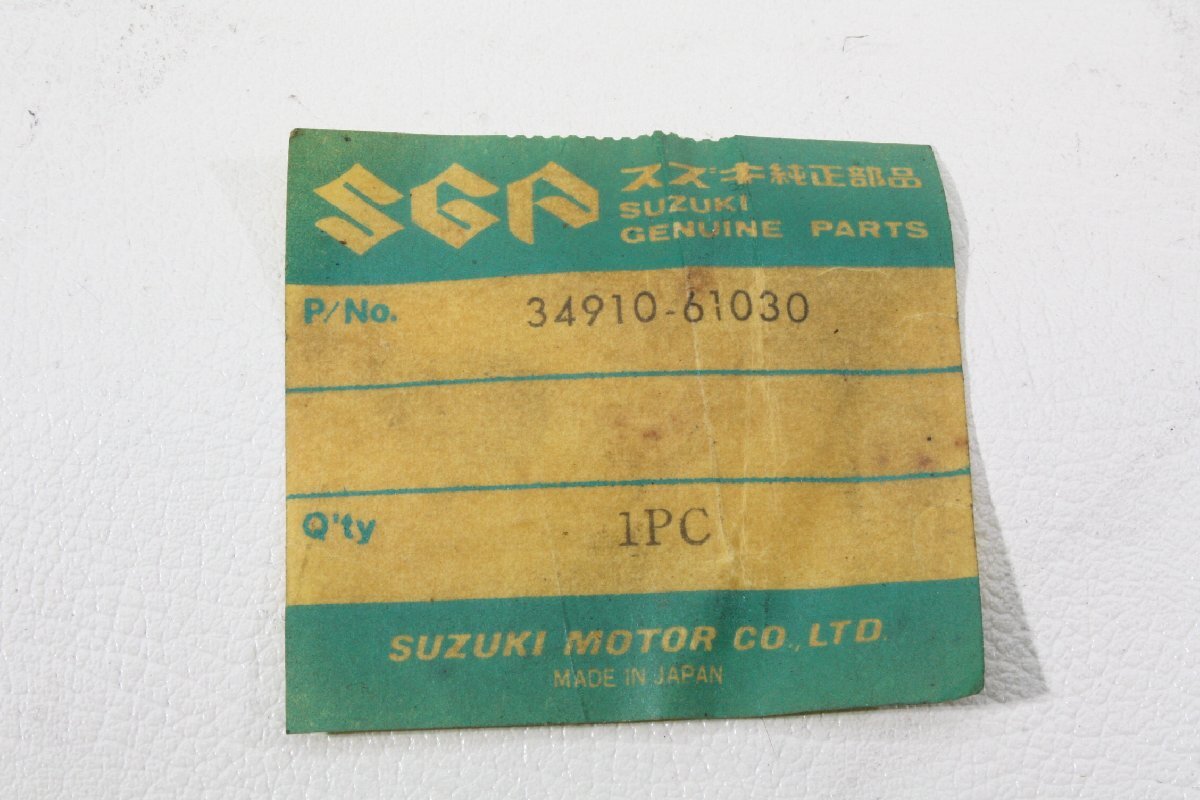 SGP スズキ純正部品
SUZUKI
GENUINE PARTS
P/No. 34910-61030
Q'ty 1PC
SUZUKI MOTOR CO., LTD.
MADE IN JAPAN